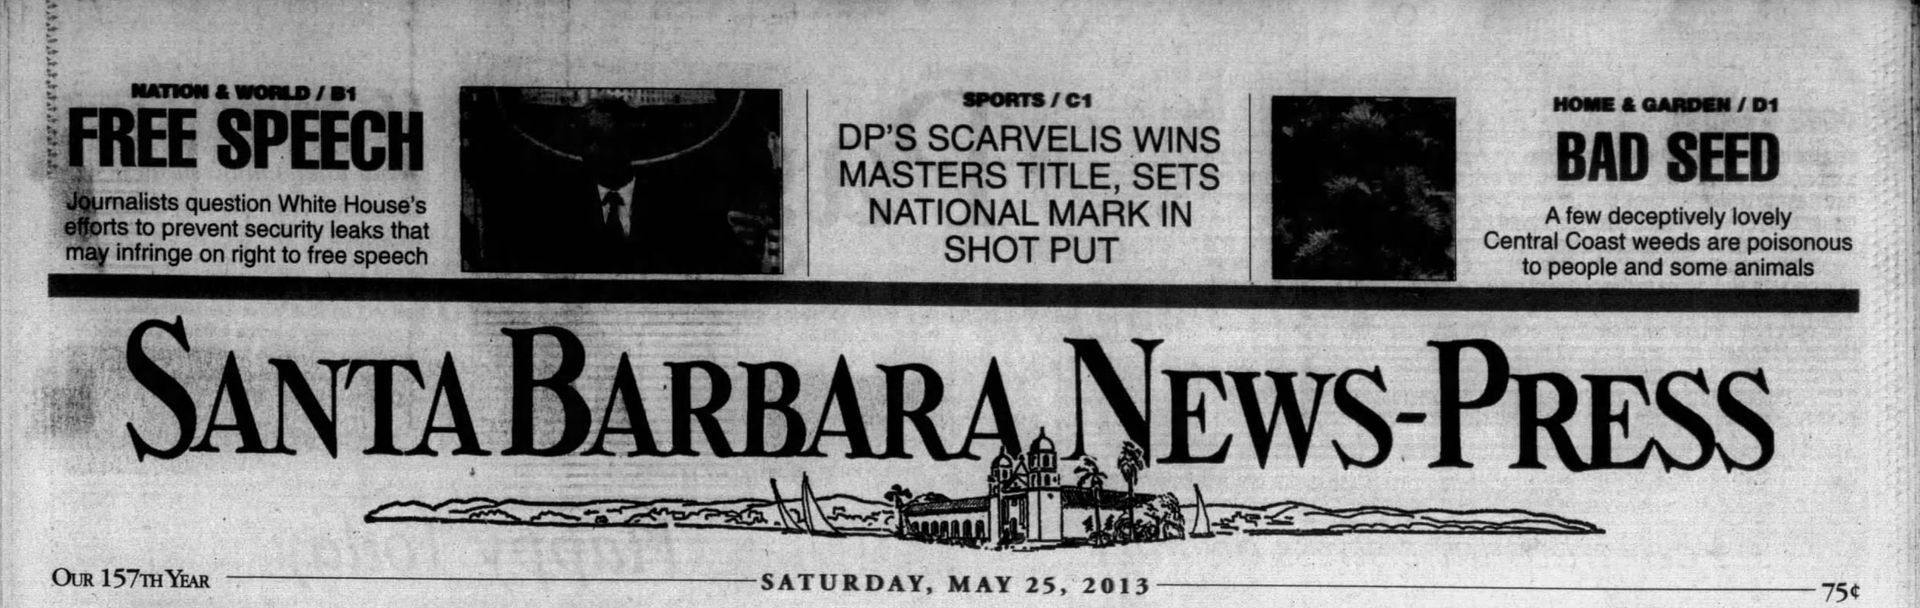 NATION & WORLD / B1
FREE SPEECH
Journalists question White House's
efforts to prevent security leaks that
may infringe on right to free speech
SPORTS / C1
DP'S SCARVELIS WINS
MASTERS TITLE, SETS
NATIONAL MARK IN
SHOT PUT
HOME & GARDEN / D1
BAD SEED
A few deceptively lovely
Central Coast weeds are poisonous
to people and some animals
SANTA BARBARA NEWS-PRESS
OUR 157TH YEAR
SATURDAY, MAY 25, 2013
75¢